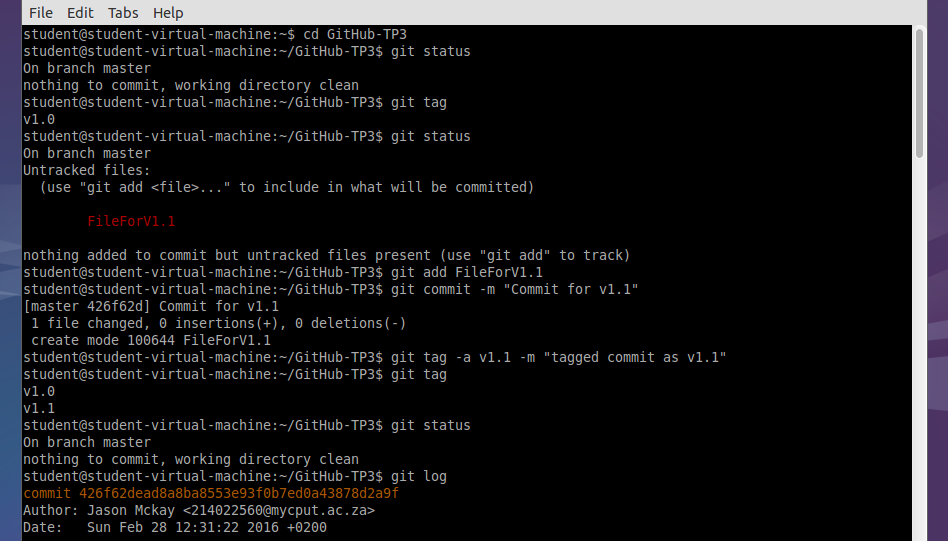 File Edit Tabs Help
student@student-virtual-machine:~$ cd GitHub-TP3
student@student-virtual-machine:~/GitHub-TP3$ git status
On branch master
nothing to commit, working directory clean
student@student-virtual-machine:~/GitHub-TP3$ git tag
v1.0
student@student-virtual-machine:~/GitHub-TP3$ git status
On branch master
Untracked files:
  (use "git add <file>..." to include in what will be committed)
        FileForV1.1
nothing added to commit but untracked files present (use "git add" to track)
student@student-virtual-machine:~/GitHub-TP3$ git add FileForV1.1
student@student-virtual-machine:~/GitHub-TP3$ git commit -m "Commit for v1.1"
[master 426f62d] Commit for v1.1
 1 file changed, 0 insertions(+), 0 deletions(-)
 create mode 100644 FileForV1.1
student@student-virtual-machine:~/GitHub-TP3$ git tag -a v1.1 -m "tagged commit as v1.1"
student@student-virtual-machine:~/GitHub-TP3$ git tag
v1.0
v1.1
student@student-virtual-machine:~/GitHub-TP3$ git status
On branch master
nothing to commit, working directory clean
student@student-virtual-machine:~/GitHub-TP3$ git log
commit 426f62dead8a8ba8553e93f0b7ed0a43878d2a9f
Author: Jason Mckay <214022560@mycput.ac.za>
Date:   Sun Feb 28 12:31:22 2016 +0200